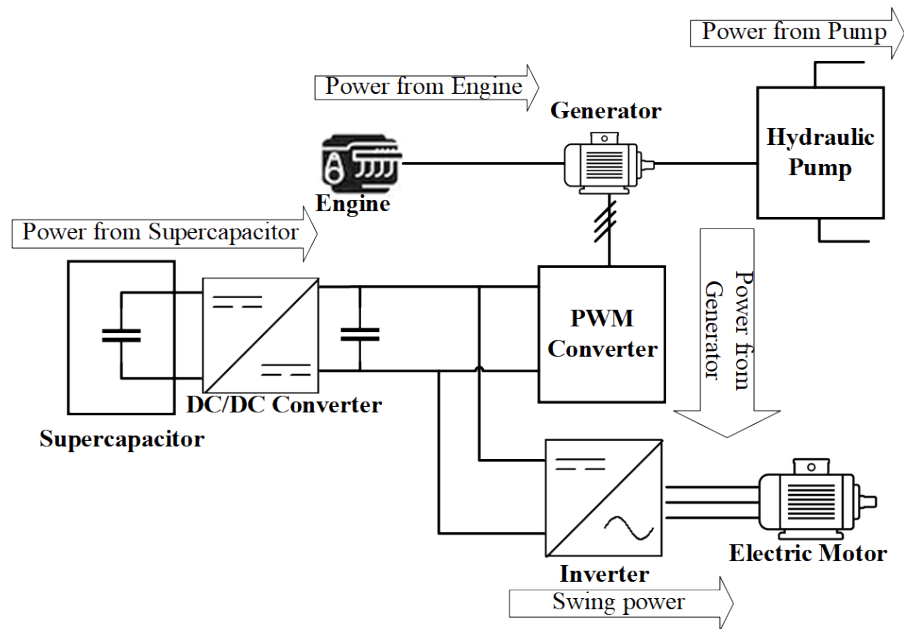 Power from Pump
Power from Engine
Generator
Hydraulic
Pump
Engine
Power from Supercapacitor
PWM
Converter
Power from
Generator
DC/DC Converter
Supercapacitor
Electric Motor
Inverter
Swing power